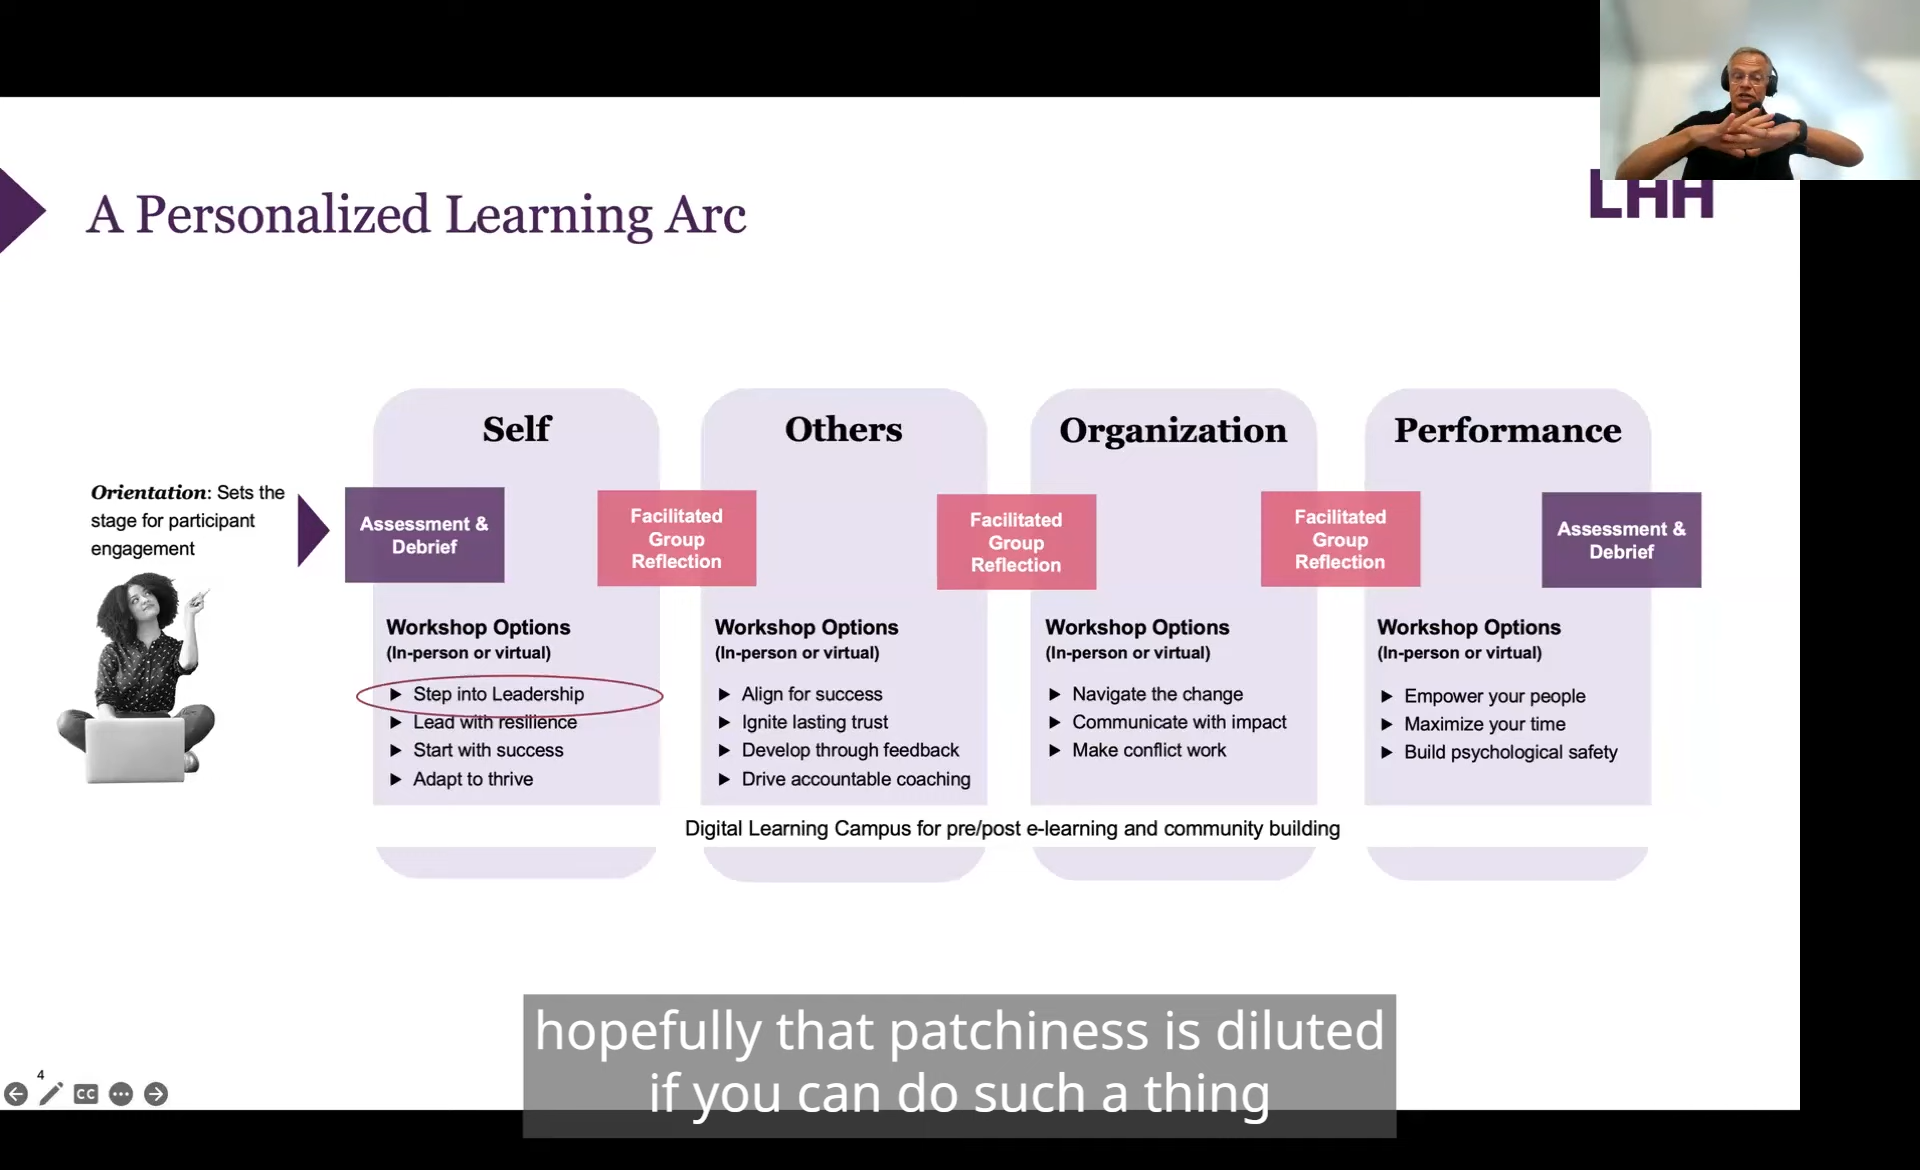 LHH
A Personalized Learning Arc
Orientation: Sets the
stage for participant
engagement
Self
Assessment &
Debrief
Workshop Options
(In-person or virtual)
Step into Leadership
Lead with resilience
Start with success
Adapt to thrive
Facilitated
Group
Reflection
Others
Workshop Options
(In-person or virtual)
Align for success
Ignite lasting trust
Develop through feedback
Drive accountable coaching
Facilitated
Group
Reflection
Organization
Workshop Options
(In-person or virtual)
Navigate the change
Communicate with impact
Make conflict work
Facilitated
Group
Reflection
Performance
Assessment &
Debrief
Workshop Options
(In-person or virtual)
Empower your people
Maximize your time
Build psychological safety
Digital Learning Campus for pre/post e-learning and community building
hopefully that patchiness is diluted
if you can do such a thing
4
CC